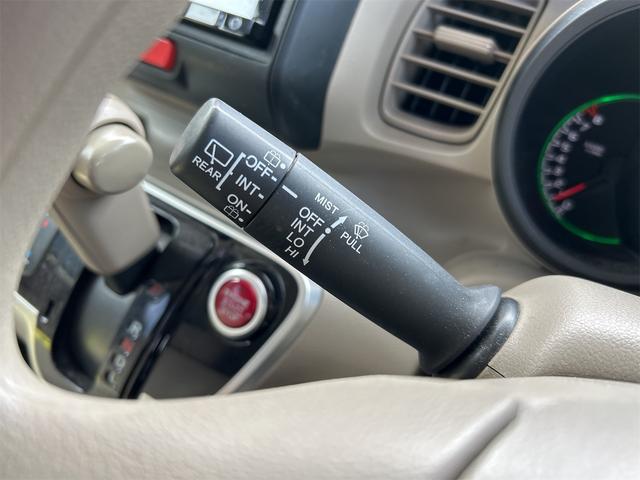 REAR
OFF
INT
ON
MIST
OFF
INT
LO
HI
PULL